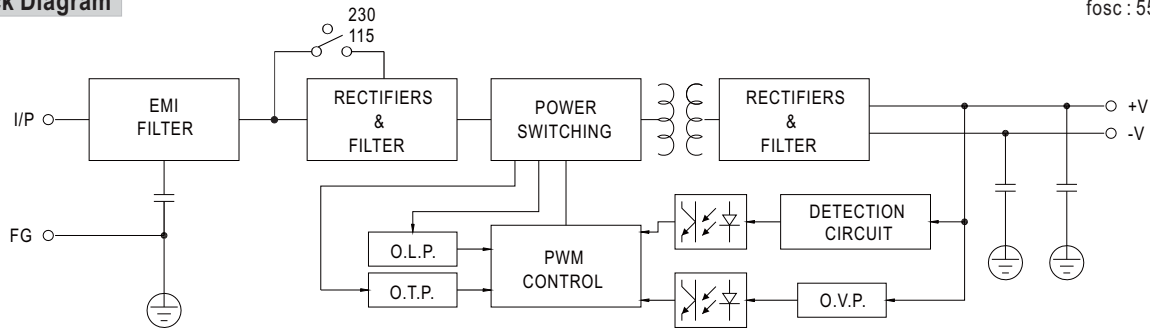 Diagram
fosc : 55
230
115
I/P
EMI
FILTER
RECTIFIERS
&
FILTER
POWER
SWITCHING
RECTIFIERS
&
FILTER
+V
-V
FG
O.L.P.
O.T.P.
PWM
CONTROL
DETECTION
CIRCUIT
O.V.P.